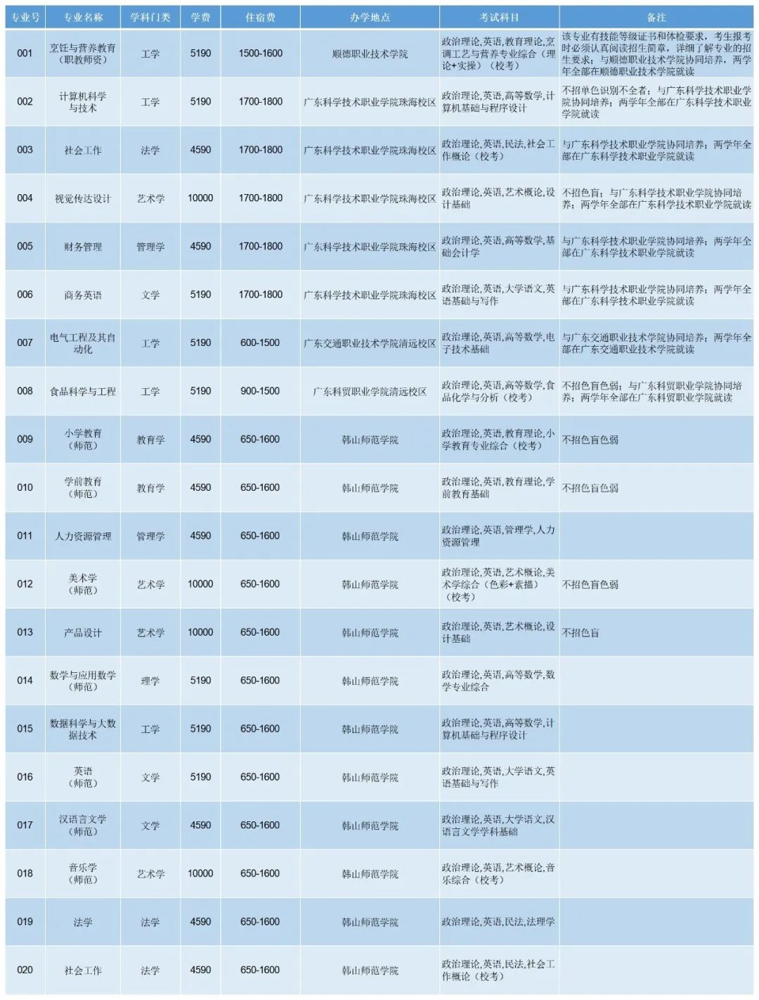 专业号 专业名称 学科门类 学费 住宿费 办学地点 考试科目 备注
001 烹饪与营养教育（职教师资） 工学 5190 1500-1600 顺德职业技术学院 政治理论,英语,教育理论,烹调工艺与营养专业综合（理论+实操）（校考） 该专业有技能等级证书和体检要求，考生报考时必须认真阅读招生简章，详细了解专业的招生要求；与顺德职业技术学院协同培养，两学年全部在顺德职业技术学院就读
002 计算机科学与技术 工学 5190 1700-1800 广东科学技术职业学院珠海校区 政治理论,英语,高等数学,计算机基础与程序设计 不招单色识别不全者；与广东科学技术职业学院协同培养；两学年全部在广东科学技术职业学院就读
003 社会工作 法学 4590 1700-1800 广东科学技术职业学院珠海校区 政治理论,英语,民法,社会工作概论（校考） 与广东科学技术职业学院协同培养；两学年全部在广东科学技术职业学院就读
004 视觉传达设计 艺术学 10000 1700-1800 广东科学技术职业学院珠海校区 政治理论,英语,艺术概论,设计基础 不招色盲；与广东科学技术职业学院协同培养；两学年全部在广东科学技术职业学院就读
005 财务管理 管理学 4590 1700-1800 广东科学技术职业学院珠海校区 政治理论,英语,高等数学,基础会计学 与广东科学技术职业学院协同培养；两学年全部在广东科学技术职业学院就读
006 商务英语 文学 5190 1700-1800 广东科学技术职业学院珠海校区 政治理论,英语,大学语文,英语基础与写作 与广东科学技术职业学院协同培养；两学年全部在广东科学技术职业学院就读
007 电气工程及其自动化 工学 5190 600-1500 广东交通职业技术学院清远校区 政治理论,英语,高等数学,电子技术基础 与广东交通职业技术学院协同培养；两学年全部在广东交通职业技术学院就读
008 食品科学与工程 工学 5190 900-1500 广东科贸职业学院清远校区 政治理论,英语,高等数学,食品化学与分析（校考） 不招色盲色弱；与广东科贸职业学院协同培养；两学年全部在广东科贸职业学院就读
009 小学教育（师范） 教育学 4590 650-1600 韩山师范学院 政治理论,英语,教育理论,小学教育专业综合（校考） 不招色盲色弱
010 学前教育（师范） 教育学 4590 650-1600 韩山师范学院 政治理论,英语,教育理论,学前教育基础 不招色盲色弱
011 人力资源管理 管理学 4590 650-1600 韩山师范学院 政治理论,英语,管理学,人力资源管理
012 美术学（师范） 艺术学 10000 650-1600 韩山师范学院 政治理论,英语,艺术概论,美术学综合（色彩+素描）（校考） 不招色盲色弱
013 产品设计 艺术学 10000 650-1600 韩山师范学院 政治理论,英语,艺术概论,设计基础 不招色盲
014 数学与应用数学（师范） 理学 5190 650-1600 韩山师范学院 政治理论,英语,高等数学,数学专业综合
015 数据科学与大数据技术 工学 5190 650-1600 韩山师范学院 政治理论,英语,高等数学,计算机基础与程序设计
016 英语（师范） 文学 5190 650-1600 韩山师范学院 政治理论,英语,大学语文,英语基础与写作
017 汉语言文学（师范） 文学 4590 650-1600 韩山师范学院 政治理论,英语,大学语文,汉语言文学学科基础
018 音乐学（师范） 艺术学 10000 650-1600 韩山师范学院 政治理论,英语,艺术概论,音乐综合（校考）
019 法学 法学 4590 650-1600 韩山师范学院 政治理论,英语,民法,法理学
020 社会工作 法学 4590 650-1600 韩山师范学院 政治理论,英语,民法,社会工作概论（校考）